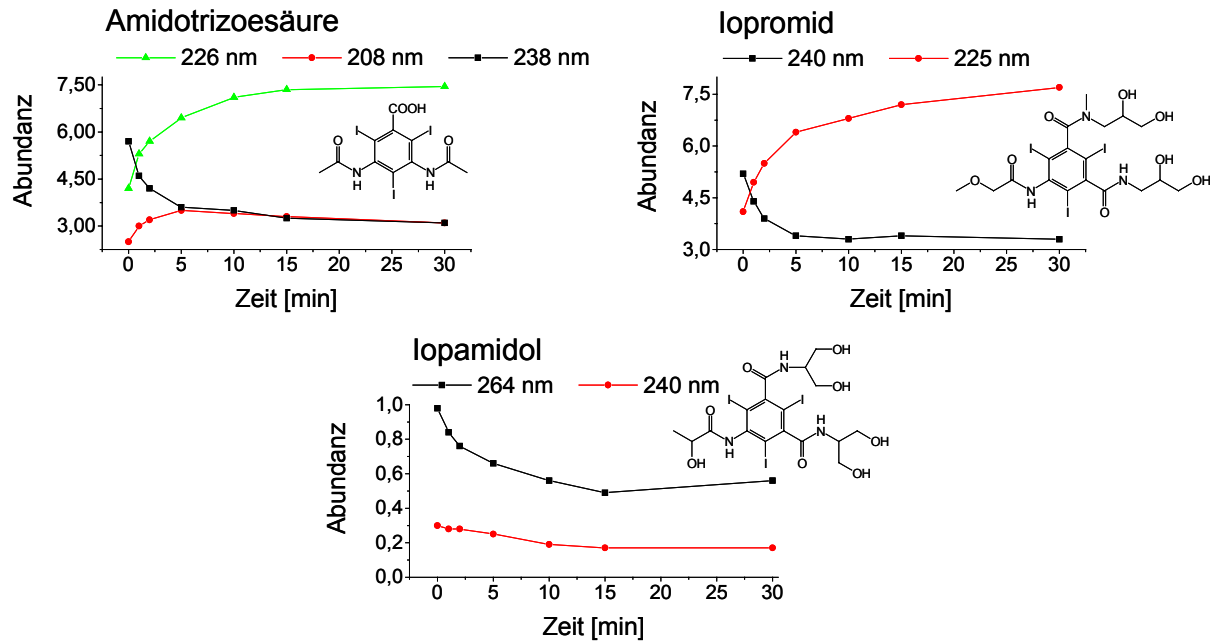 Amidotrizoesäure
226 nm 208 nm 238 nm
Abundanz
7,50
6,00
4,50
3,00
0 5 10 15 20 25 30
Zeit [min]
COOH
I I
O O
N H N H
I
Iopromid
240 nm 225 nm
Abundanz
7,5
6,0
4,5
3,0
0 5 10 15 20 25 30
Zeit [min]
OH
O N OH
I I OH
O H
O N N OH
H I O
Iopamidol
264 nm 240 nm
Abundanz
1,0
0,8
0,6
0,4
0,2
0,0
0 5 10 15 20 25 30
Zeit [min]
H OH
O N
OH
I I
O H
N N OH
OH H I O
OH